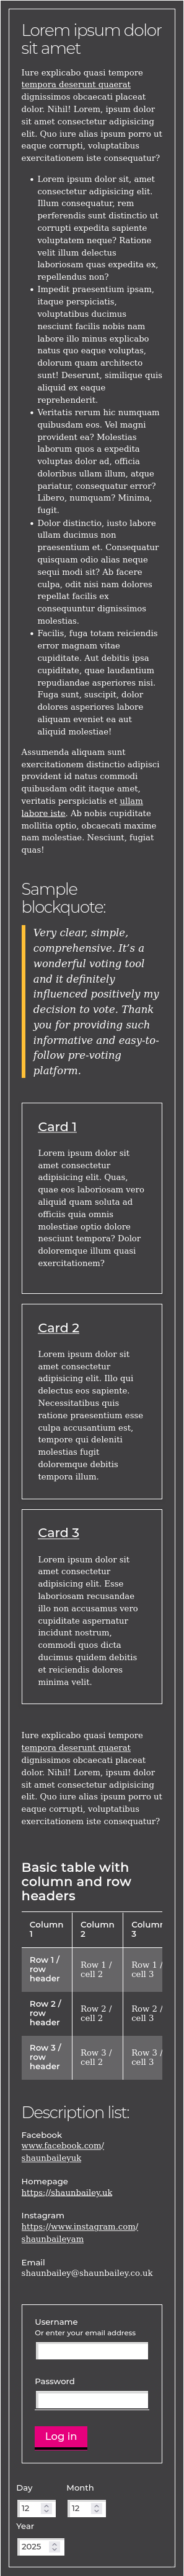 Lorem ipsum dolor
sit amet
Iure explicabo quasi tempore
tempora deserunt quaerat
dignissimos obcaecati placeat
dolor. Nihil! Lorem, ipsum dolor
sit amet consectetur adipisicing
elit. Quo iure alias ipsum porro ut
eaque corrupti, voluptatibus
exercitationem iste consequatur?
• Lorem ipsum dolor sit, amet
consectetur adipisicing elit.
Illum consequatur, rem
perferendis sunt distinctio ut
corrupti expedita sapiente
voluptatem neque? Ratione
velit illum delectus
laboriosam quas expedita ex,
repellendus non?
• Impedit praesentium ipsam,
itaque perspiciatis,
voluptatibus ducimus
nesciunt facilis nobis nam
labore illo minus explicabo
natus quo eaque voluptas,
dolorum quam architecto
sunt! Deserunt, similique quis
aliquid ex eaque
reprehenderit.
• Veritatis rerum hic numquam
quibusdam eos. Vel magni
provident ea? Molestias
laborum quos a expedita
voluptas dolor ad, officia
doloribus ullam illum, atque
pariatur, consequatur error?
Libero, numquam? Minima,
fugit.
• Dolor distinctio, iusto labore
ullam ducimus non
praesentium et. Consequatur
quisquam odio alias neque
sequi modi sit? Ab facere
culpa, odit nisi nam dolores
repellat facilis ex
consequuntur dignissimos
molestias.
• Facilis, fuga totam reiciendis
error magnam vitae
cupiditate. Aut debitis ipsa
cupiditate, quae laudantium
repudiandae asperiores nisi.
Fuga sunt, suscipit, dolor
dolores asperiores labore
aliquam eveniet ea aut
aliquid molestiae!
Assumenda aliquam sunt
exercitationem distinctio adipisci
provident id natus commodi
quibusdam odit itaque amet,
veritatis perspiciatis et ullam
labore iste. Ab nobis cupiditate
mollitia optio, obcaecati maxime
nam molestiae. Nesciunt, fugiat
quas!
Sample
blockquote:
Very clear, simple,
comprehensive. It’s a
wonderful voting tool
and it definitely
influenced positively my
decision to vote. Thank
you for providing such
informative and easy-to-
follow pre-voting
platform.
Card 1
Lorem ipsum dolor sit
amet consectetur
adipisicing elit. Quas,
quae eos laboriosam vero
aliquid quam soluta ad
officiis quia omnis
molestiae optio dolore
nesciunt tempora? Dolor
doloremque illum quasi
exercitationem?
Card 2
Lorem ipsum dolor sit
amet consectetur
adipisicing elit. Illo qui
delectus eos sapiente.
Necessitatibus quis
ratione praesentium esse
culpa accusantium est,
tempore qui deleniti
molestias fugit
doloremque debitis
tempora illum.
Card 3
Lorem ipsum dolor sit
amet consectetur
adipisicing elit. Esse
laboriosam recusandae
illo non accusamus vero
cupiditate aspernatur
incidunt nostrum,
commodi quos dicta
ducimus quidem debitis
et reiciendis dolores
minima velit.
Iure explicabo quasi tempore
tempora deserunt quaerat
dignissimos obcaecati placeat
dolor. Nihil! Lorem, ipsum dolor
sit amet consectetur adipisicing
elit. Quo iure alias ipsum porro ut
eaque corrupti, voluptatibus
exercitationem iste consequatur?
Basic table with
column and row
headers
Column 1 Column 2 Column 3
Row 1 / row header Row 1 / cell 2 Row 1 / cell 3
Row 2 / row header Row 2 / cell 2 Row 2 / cell 3
Row 3 / row header Row 3 / cell 2 Row 3 / cell 3
Description list:
Facebook
www.facebook.com/
shaunbaileyuk
Homepage
https://shaunbailey.uk
Instagram
https://www.instagram.com/
shaunbaileyam
Email
shaunbailey@shaunbailey.co.uk
Username
Or enter your email address
Password
Log in
Day Month
12 12
Year
2025